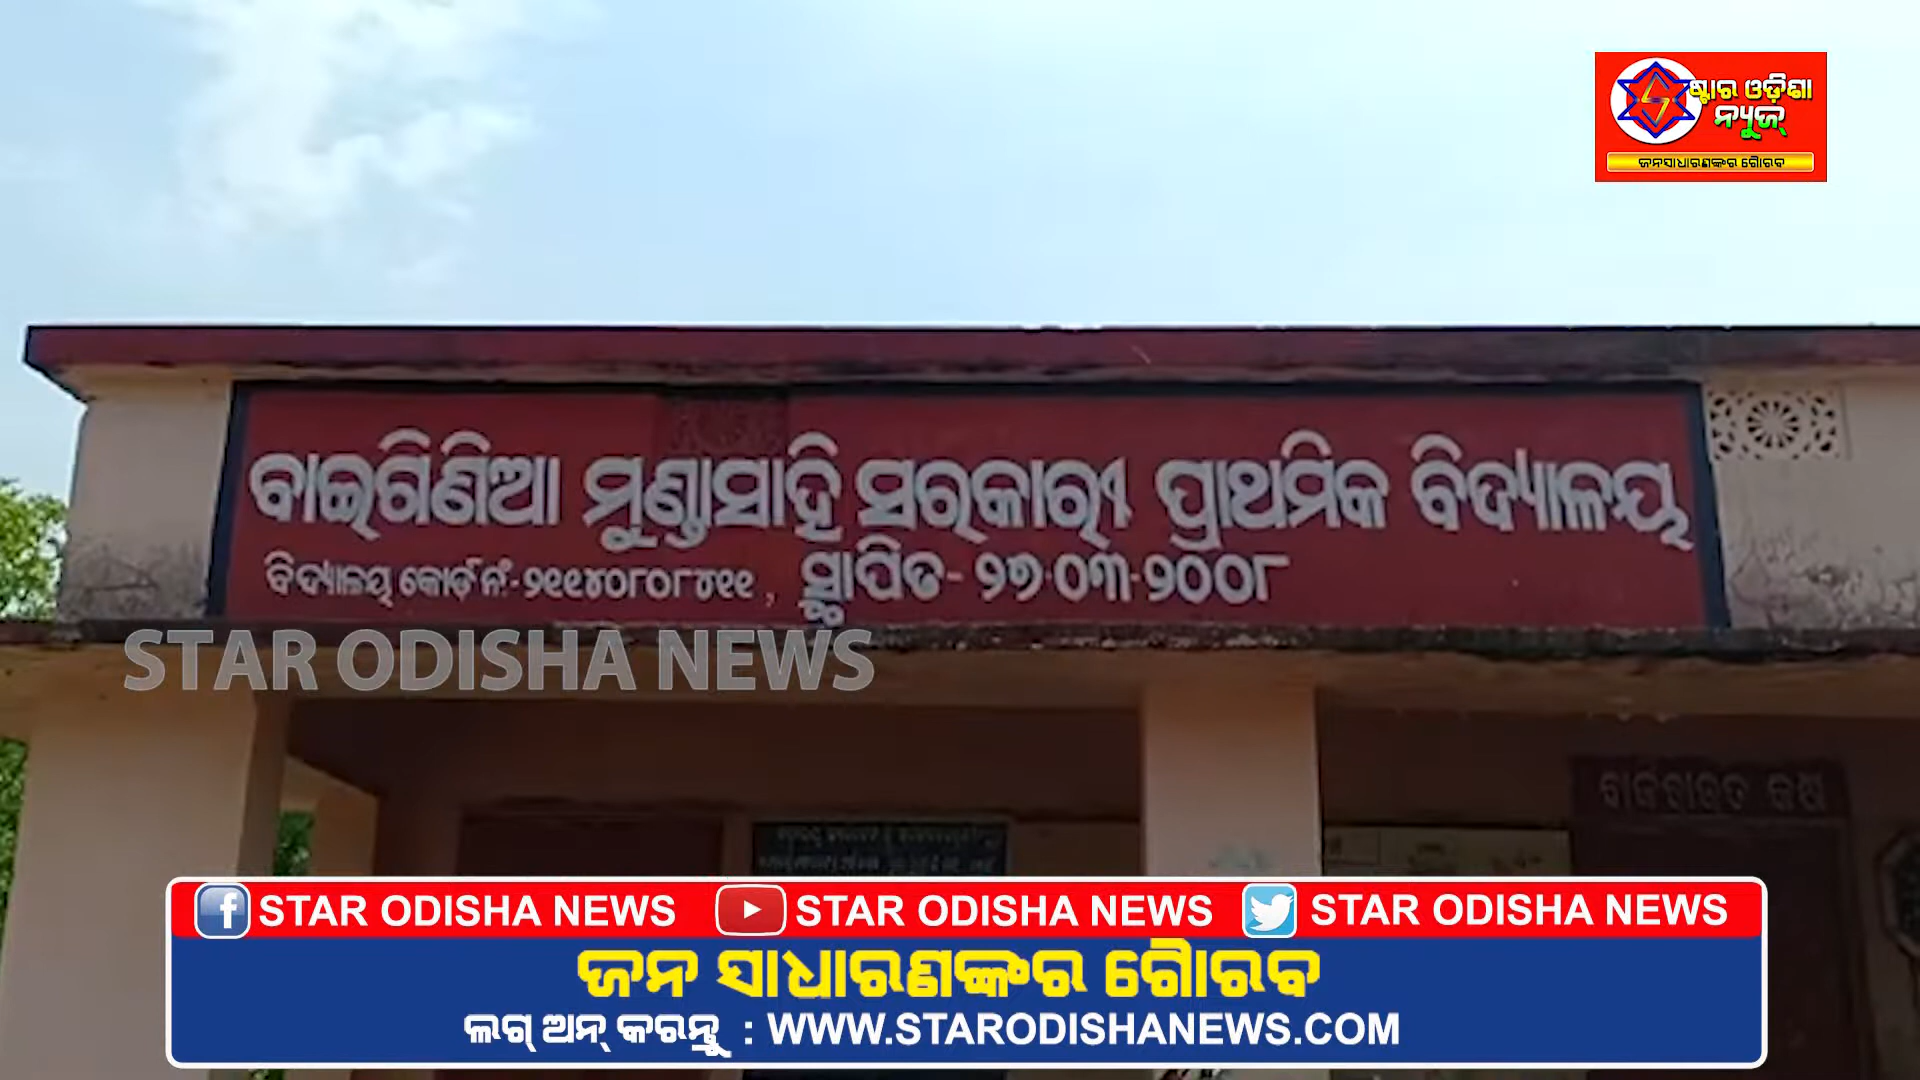 ଷ୍ଟାର ଓଡ଼ିଶା
ନ୍ୟୁଜ୍
ଜନସାଧାରଣଙ୍କର ଗୌରବ
ବାଇଗିଣିଆ ମୁଣ୍ଡାସାହି ସରକାରୀ ପ୍ରାଥମିକ ବିଦ୍ୟାଳୟ
ବିଦ୍ୟାଳୟ କୋର୍ଡ଼ ନଂ-୨୧୧୪୦୮୦୮୪୧୧, ସ୍ଥାପିତ-୨୭-୦୩-୨୦୦୮
STAR ODISHA NEWS
STAR ODISHA NEWS STAR ODISHA NEWS STAR ODISHA NEWS
ଜନ ସାଧାରଣଙ୍କର ଗୌରବ
ଲଗ୍ ଅନ୍ କରନ୍ତୁ : WWW.STARODISHANEWS.COM